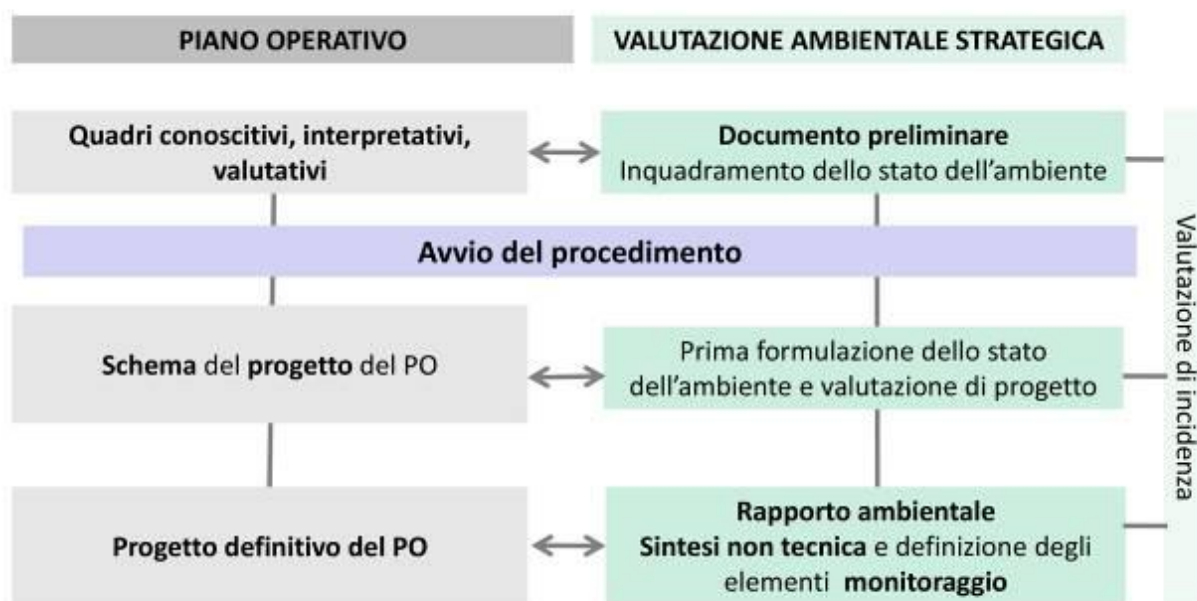 PIANO OPERATIVO
VALUTAZIONE AMBIENTALE STRATEGICA
Quadri conoscitivi, interpretativi,
valutativi
Documento preliminare
Inquadramento dello stato dell'ambiente
Avvio del procedimento
Schema del progetto del PO
Prima formulazione dello stato
dell'ambiente e valutazione di progetto
Progetto definitivo del PO
Rapporto ambientale
Sintesi non tecnica e definizione degli
elementi monitoraggio
Valutazione di incidenza